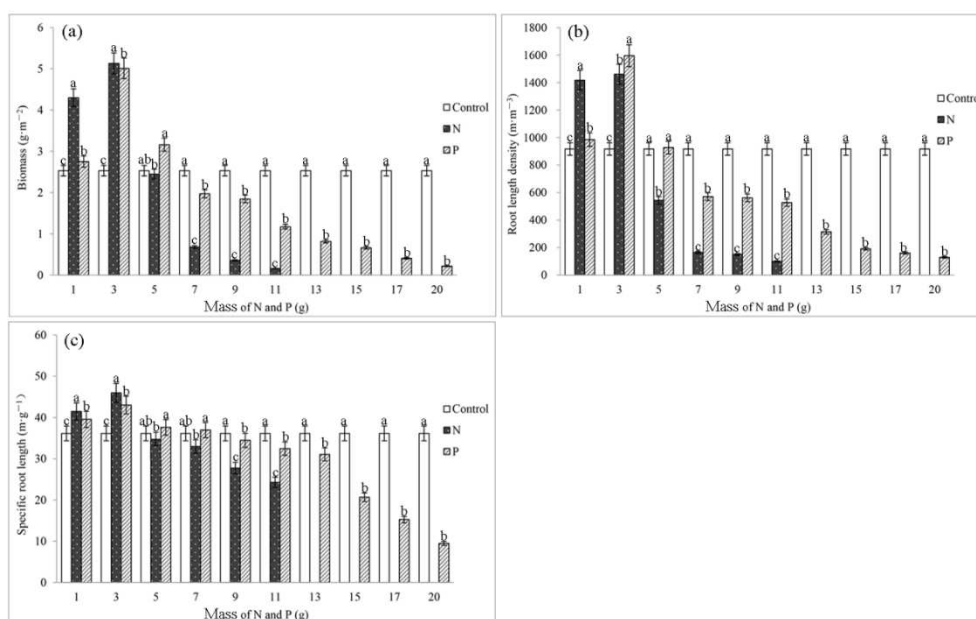 (a)
6
5
4
3
2
1
0
Biomass (g·m⁻²)
c a b
c a b
ab b a
a c b
a c b
a c b
a b
a b
a b
a b
1 3 5 7 9 11 13 15 17 20
Mass of N and P (g)
Control
N
P
(b)
1800
1600
1400
1200
1000
800
600
400
200
0
Root length density (m·m⁻³)
c a b
c b a
a b a
a c b
a c b
a c b
a b
a b
a b
a b
1 3 5 7 9 11 13 15 17 20
Mass of N and P (g)
Control
N
P
(c)
60
50
40
30
20
10
0
Specific root length (m·g⁻¹)
c a b
c a b
ab b a
ab b a
a c b
a c b
a b
a b
a b
a b
1 3 5 7 9 11 13 15 17 20
Mass of N and P (g)
Control
N
P